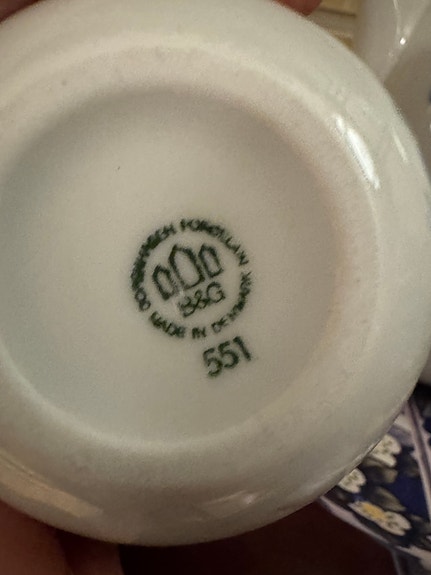 COPENHAGEN PORCELAIN
B&G
MADE IN DENMARK
551